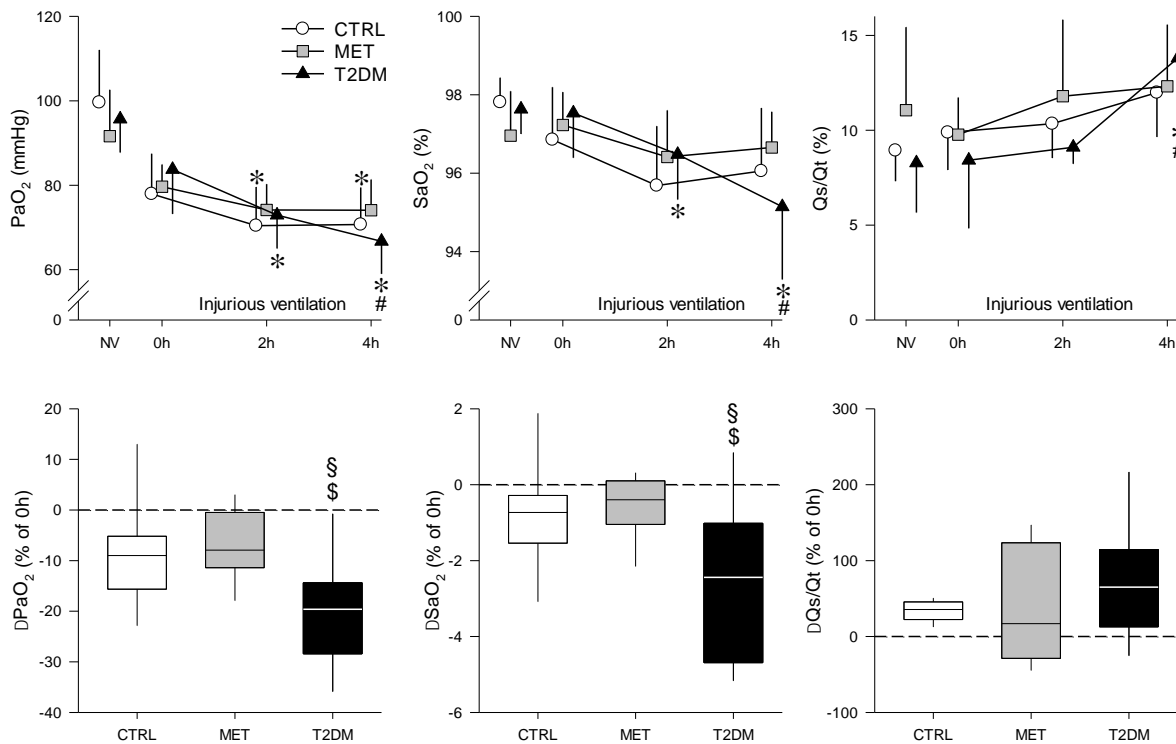 120
100
80
60
0
PaO2 (mmHg)
CTRL
MET
T2DM
*
*
*
*
#
Injurious ventilation
NV
0h
2h
4h
100
98
96
94
0
SaO2 (%)
*
*
#
Injurious ventilation
NV
0h
2h
4h
15
10
5
0
Qs/Qt (%)
*
#
Injurious ventilation
NV
0h
2h
4h
20
10
0
-10
-20
-30
-40
DPaO2 (% of 0h)
§
$
CTRL
MET
T2DM
2
0
-2
-4
-6
DSaO2 (% of 0h)
§
$
CTRL
MET
T2DM
300
200
100
0
-100
DQs/Qt (% of 0h)
CTRL
MET
T2DM